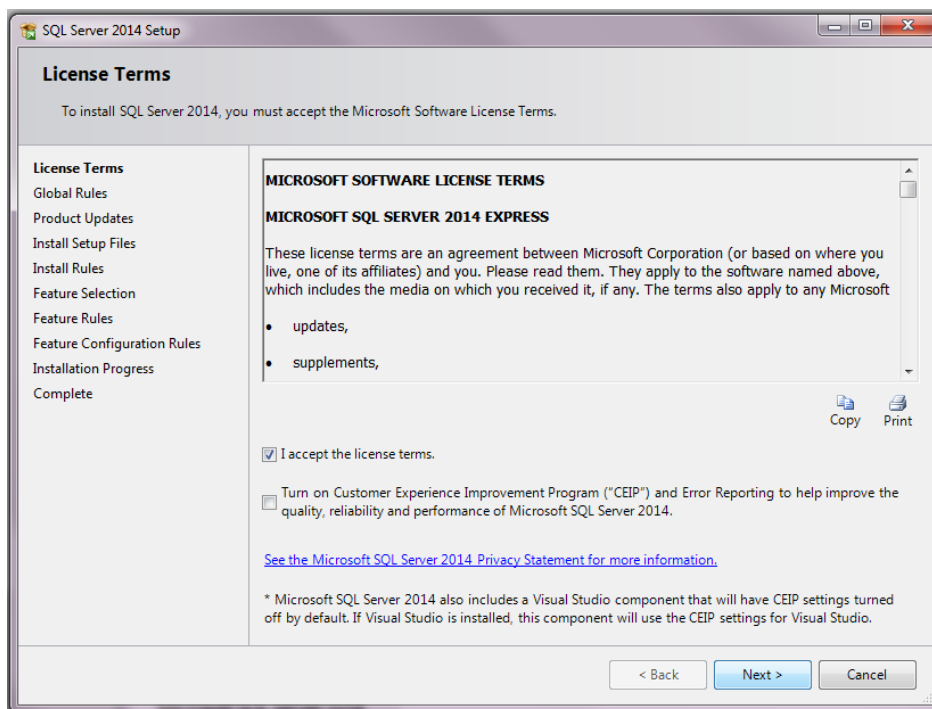 SQL Server 2014 Setup
License Terms
To install SQL Server 2014, you must accept the Microsoft Software License Terms.
License Terms
Global Rules
Product Updates
Install Setup Files
Install Rules
Feature Selection
Feature Rules
Feature Configuration Rules
Installation Progress
Complete
MICROSOFT SOFTWARE LICENSE TERMS
MICROSOFT SQL SERVER 2014 EXPRESS
These license terms are an agreement between Microsoft Corporation (or based on where you
live, one of its affiliates) and you. Please read them. They apply to the software named above,
which includes the media on which you received it, if any. The terms also apply to any Microsoft
• updates,
• supplements,
Copy Print
I accept the license terms.
Turn on Customer Experience Improvement Program ("CEIP") and Error Reporting to help improve the
quality, reliability and performance of Microsoft SQL Server 2014.
See the Microsoft SQL Server 2014 Privacy Statement for more information.
* Microsoft SQL Server 2014 also includes a Visual Studio component that will have CEIP settings turned
off by default. If Visual Studio is installed, this component will use the CEIP settings for Visual Studio.
< Back Next > Cancel